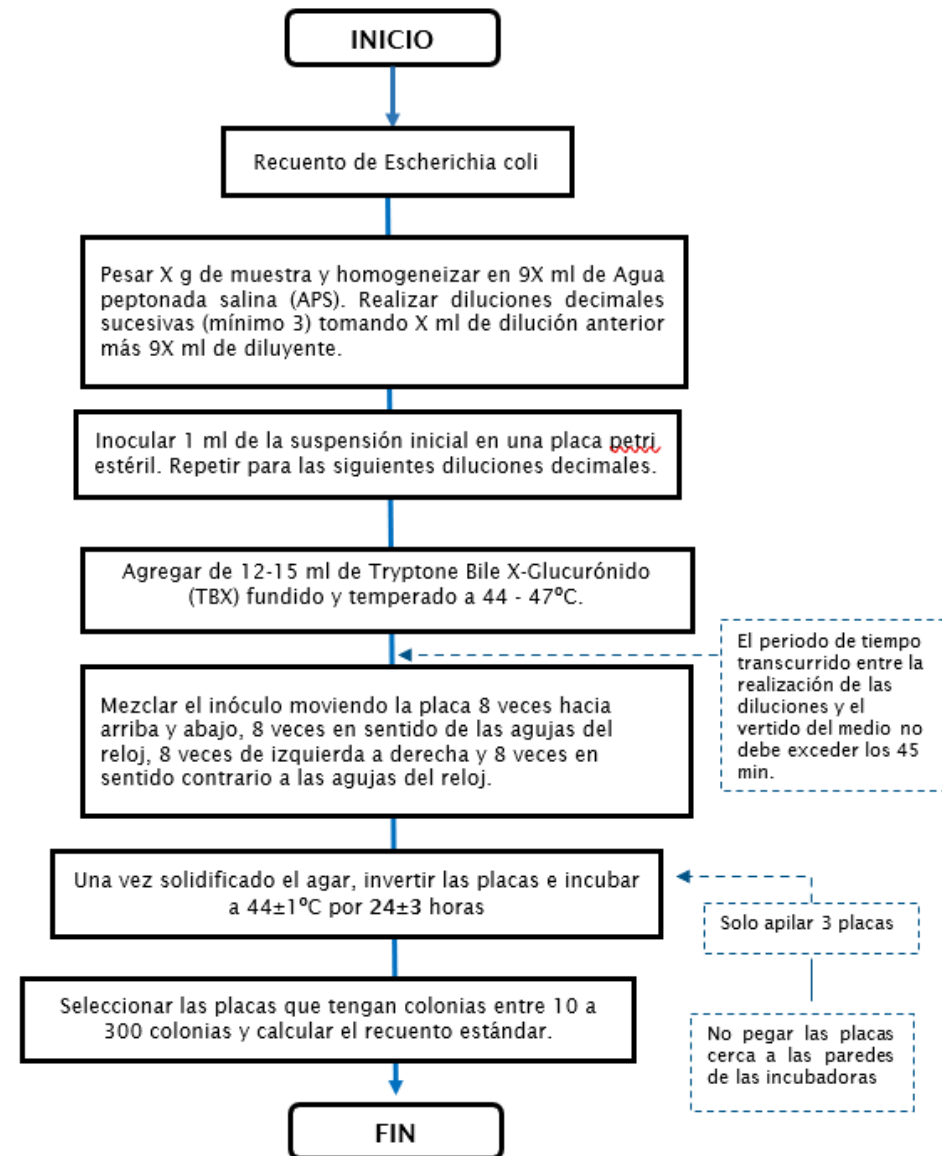 INICIO
Recuento de Escherichia coli
Pesar X g de muestra y homogeneizar en 9X ml de Agua
peptonada salina (APS). Realizar diluciones decimales
sucesivas (mínimo 3) tomando X ml de dilución anterior
más 9X ml de diluyente.
Inocular 1 ml de la suspensión inicial en una placa petri
estéril. Repetir para las siguientes diluciones decimales.
Agregar de 12-15 ml de Tryptone Bile X-Glucurónido
(TBX) fundido y temperado a 44 - 47ºC.
El periodo de tiempo
transcurrido entre la
realización de las
diluciones y el
vertido del medio no
debe exceder los 45
min.
Mezclar el inóculo moviendo la placa 8 veces hacia
arriba y abajo, 8 veces en sentido de las agujas del
reloj, 8 veces de izquierda a derecha y 8 veces en
sentido contrario a las agujas del reloj.
Una vez solidificado el agar, invertir las placas e incubar
a 44±1ºC por 24±3 horas
Solo apilar 3 placas
No pegar las placas
cerca a las paredes
de las incubadoras
Seleccionar las placas que tengan colonias entre 10 a
300 colonias y calcular el recuento estándar.
FIN